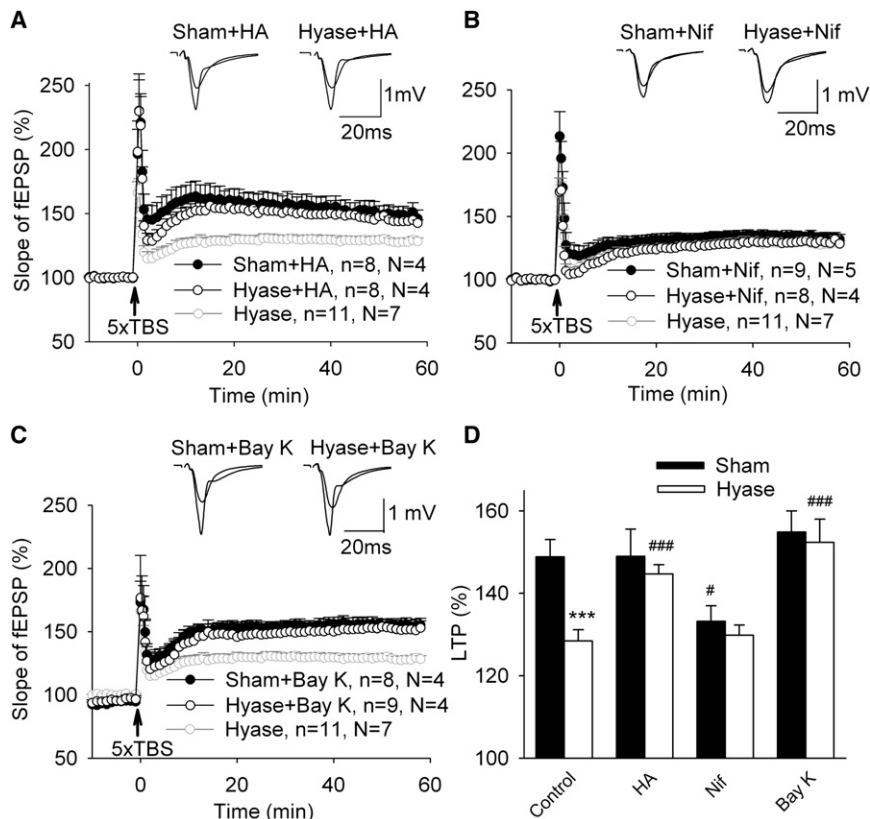 A
Sham+HA Hyase+HA
1mV
20ms
250
200
150
100
50
Slope of fEPSP (%)
Sham+HA, n=8, N=4
Hyase+HA, n=8, N=4
Hyase, n=11, N=7
5xTBS
0 20 40 60
Time (min)
B
Sham+Nif Hyase+Nif
1 mV
20ms
250
200
150
100
50
Sham+Nif, n=9, N=5
Hyase+Nif, n=8, N=4
Hyase, n=11, N=7
5xTBS
0 20 40 60
Time (min)
C
Sham+Bay K Hyase+Bay K
1 mV
20ms
250
200
150
100
50
Slope of fEPSP (%)
Sham+Bay K, n=8, N=4
Hyase+Bay K, n=9, N=4
Hyase, n=11, N=7
5xTBS
0 20 40 60
Time (min)
D
Sham
Hyase
160
140
120
100
LTP (%)
***
###
#
###
Control HA Nif Bay K